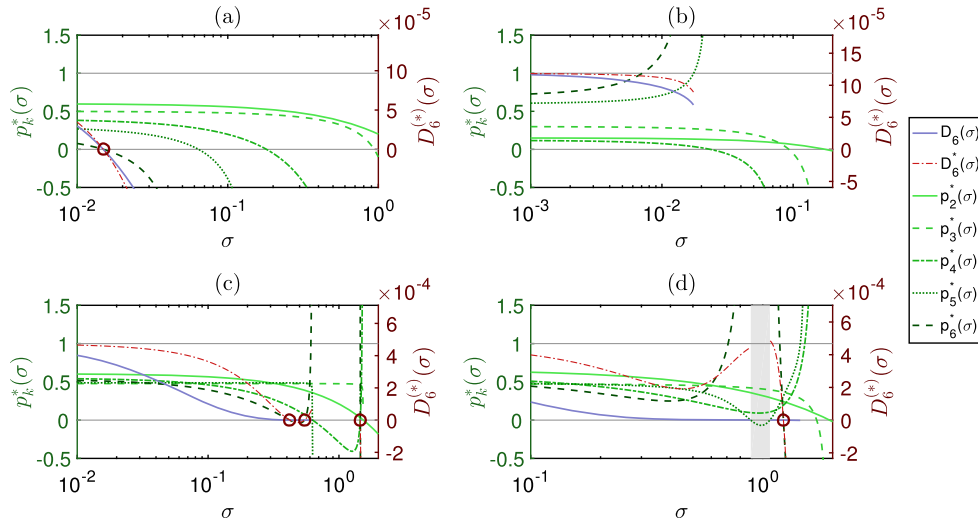 (a)
×10⁻⁵
1.5
1
0.5
0
-0.5
p*ₖ(σ)
10
5
0
D₆⁽*⁾(σ)
10⁻²
10⁻¹
10⁰
σ
(b)
1.5
1
0.5
0
-0.5
p*ₖ(σ)
×10⁻⁵
15
10
5
0
-5
D₆⁽*⁾(σ)
10⁻³
10⁻²
10⁻¹
σ
(c)
1.5
1
0.5
0
-0.5
p*ₖ(σ)
×10⁻⁴
6
4
2
0
-2
D₆⁽*⁾(σ)
10⁻²
10⁻¹
10⁰
σ
(d)
1.5
1
0.5
0
-0.5
p*ₖ(σ)
×10⁻⁴
6
4
2
0
-2
D₆⁽*⁾(σ)
10⁻¹
10⁰
σ
D₆(σ)
D*₆(σ)
p*₂(σ)
p*₃(σ)
p*₄(σ)
p*₅(σ)
p*₆(σ)